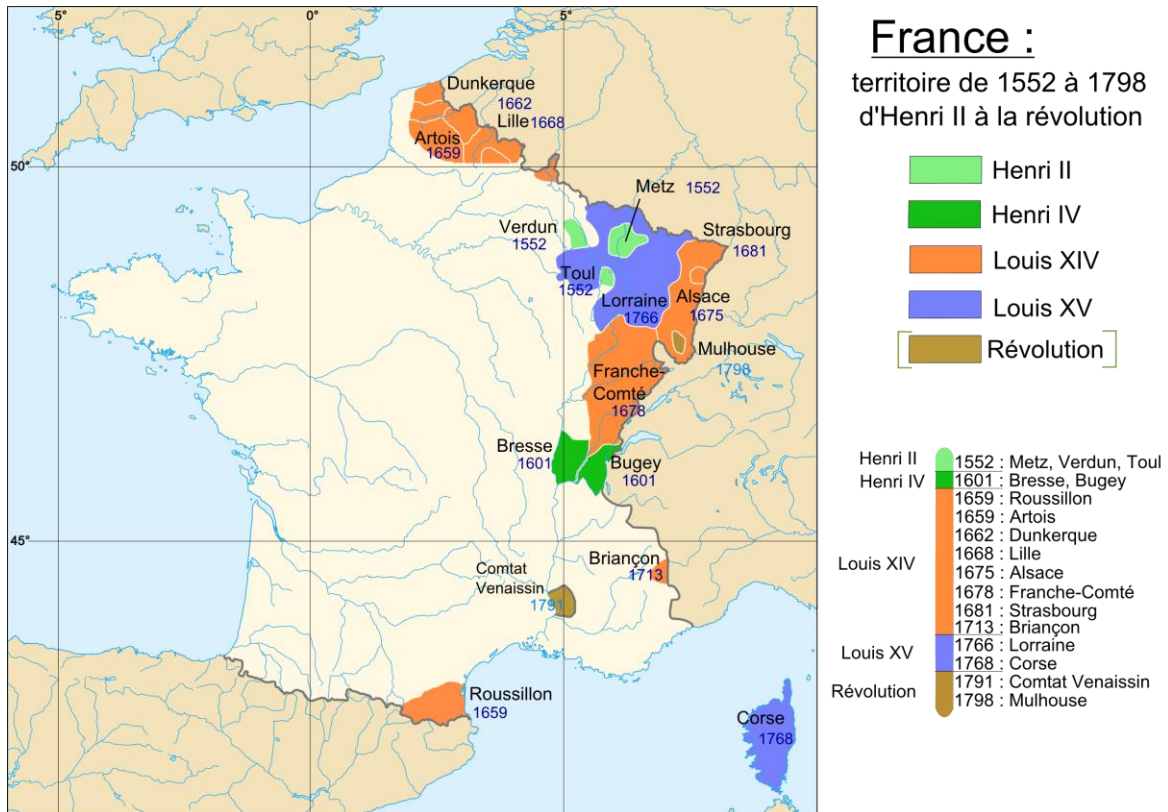 5°
0°
5°
Dunkerque
1662
Lille 1668
Artois
1659
50°
Metz 1552
Verdun
1552
Strasbourg
1681
Toul
1552
Lorraine
1766
Alsace
1675
Mulhouse
1798
Franche-
Comté
1678
Bresse
1601
Bugey
1601
45°
Briançon
1713
Comtat
Venaissin
1791
Roussillon
1659
Corse
1768
France :
territoire de 1552 à 1798
d'Henri II à la révolution
Henri II
Henri IV
Louis XIV
Louis XV
Révolution
Henri II
1552 : Metz, Verdun, Toul
Henri IV
1601 : Bresse, Bugey
1659 : Roussillon
1659 : Artois
1662 : Dunkerque
1668 : Lille
Louis XIV
1675 : Alsace
1678 : Franche-Comté
1681 : Strasbourg
1713 : Briançon
Louis XV
1766 : Lorraine
1768 : Corse
Révolution
1791 : Comtat Venaissin
1798 : Mulhouse